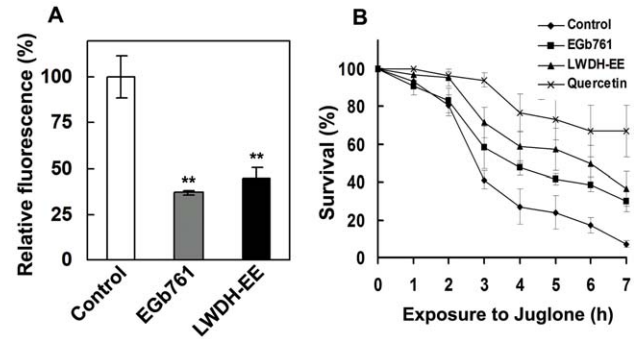 A
Relative fluorescence (%)
100
75
50
25
0
**
**
Control
EGb761
LWDH-EE
B
Control
EGb761
LWDH-EE
Quercetin
Survival (%)
100
80
60
40
20
0
0 1 2 3 4 5 6 7
Exposure to Juglone (h)